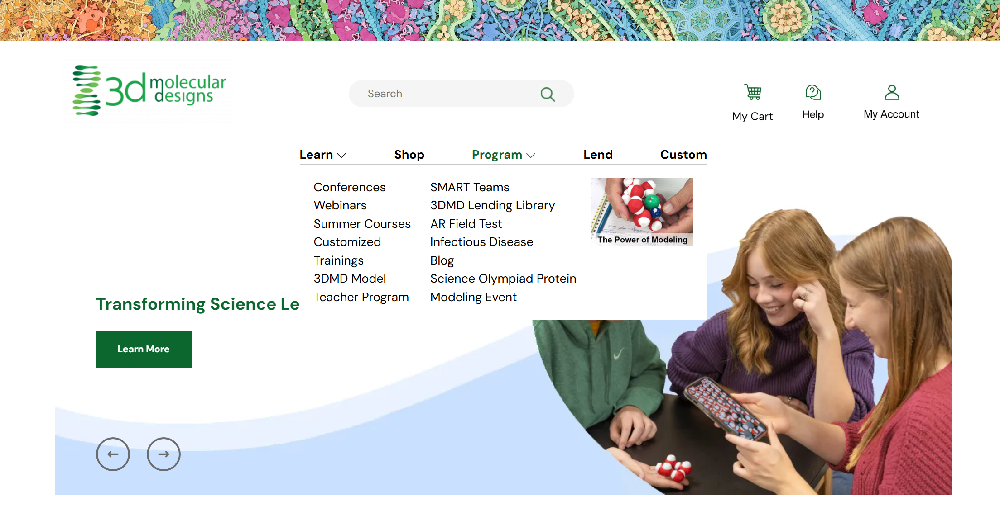 3d molecular designs
Search
My Cart
Help
My Account
Learn
Shop
Program
Lend
Custom
Conferences
Webinars
Summer Courses
Customized
Trainings
3DMD Model
Teacher Program
SMART Teams
3DMD Lending Library
AR Field Test
Infectious Disease
Blog
Science Olympiad Protein
Modeling Event
The Power of Modeling
Transforming Science Le
Learn More